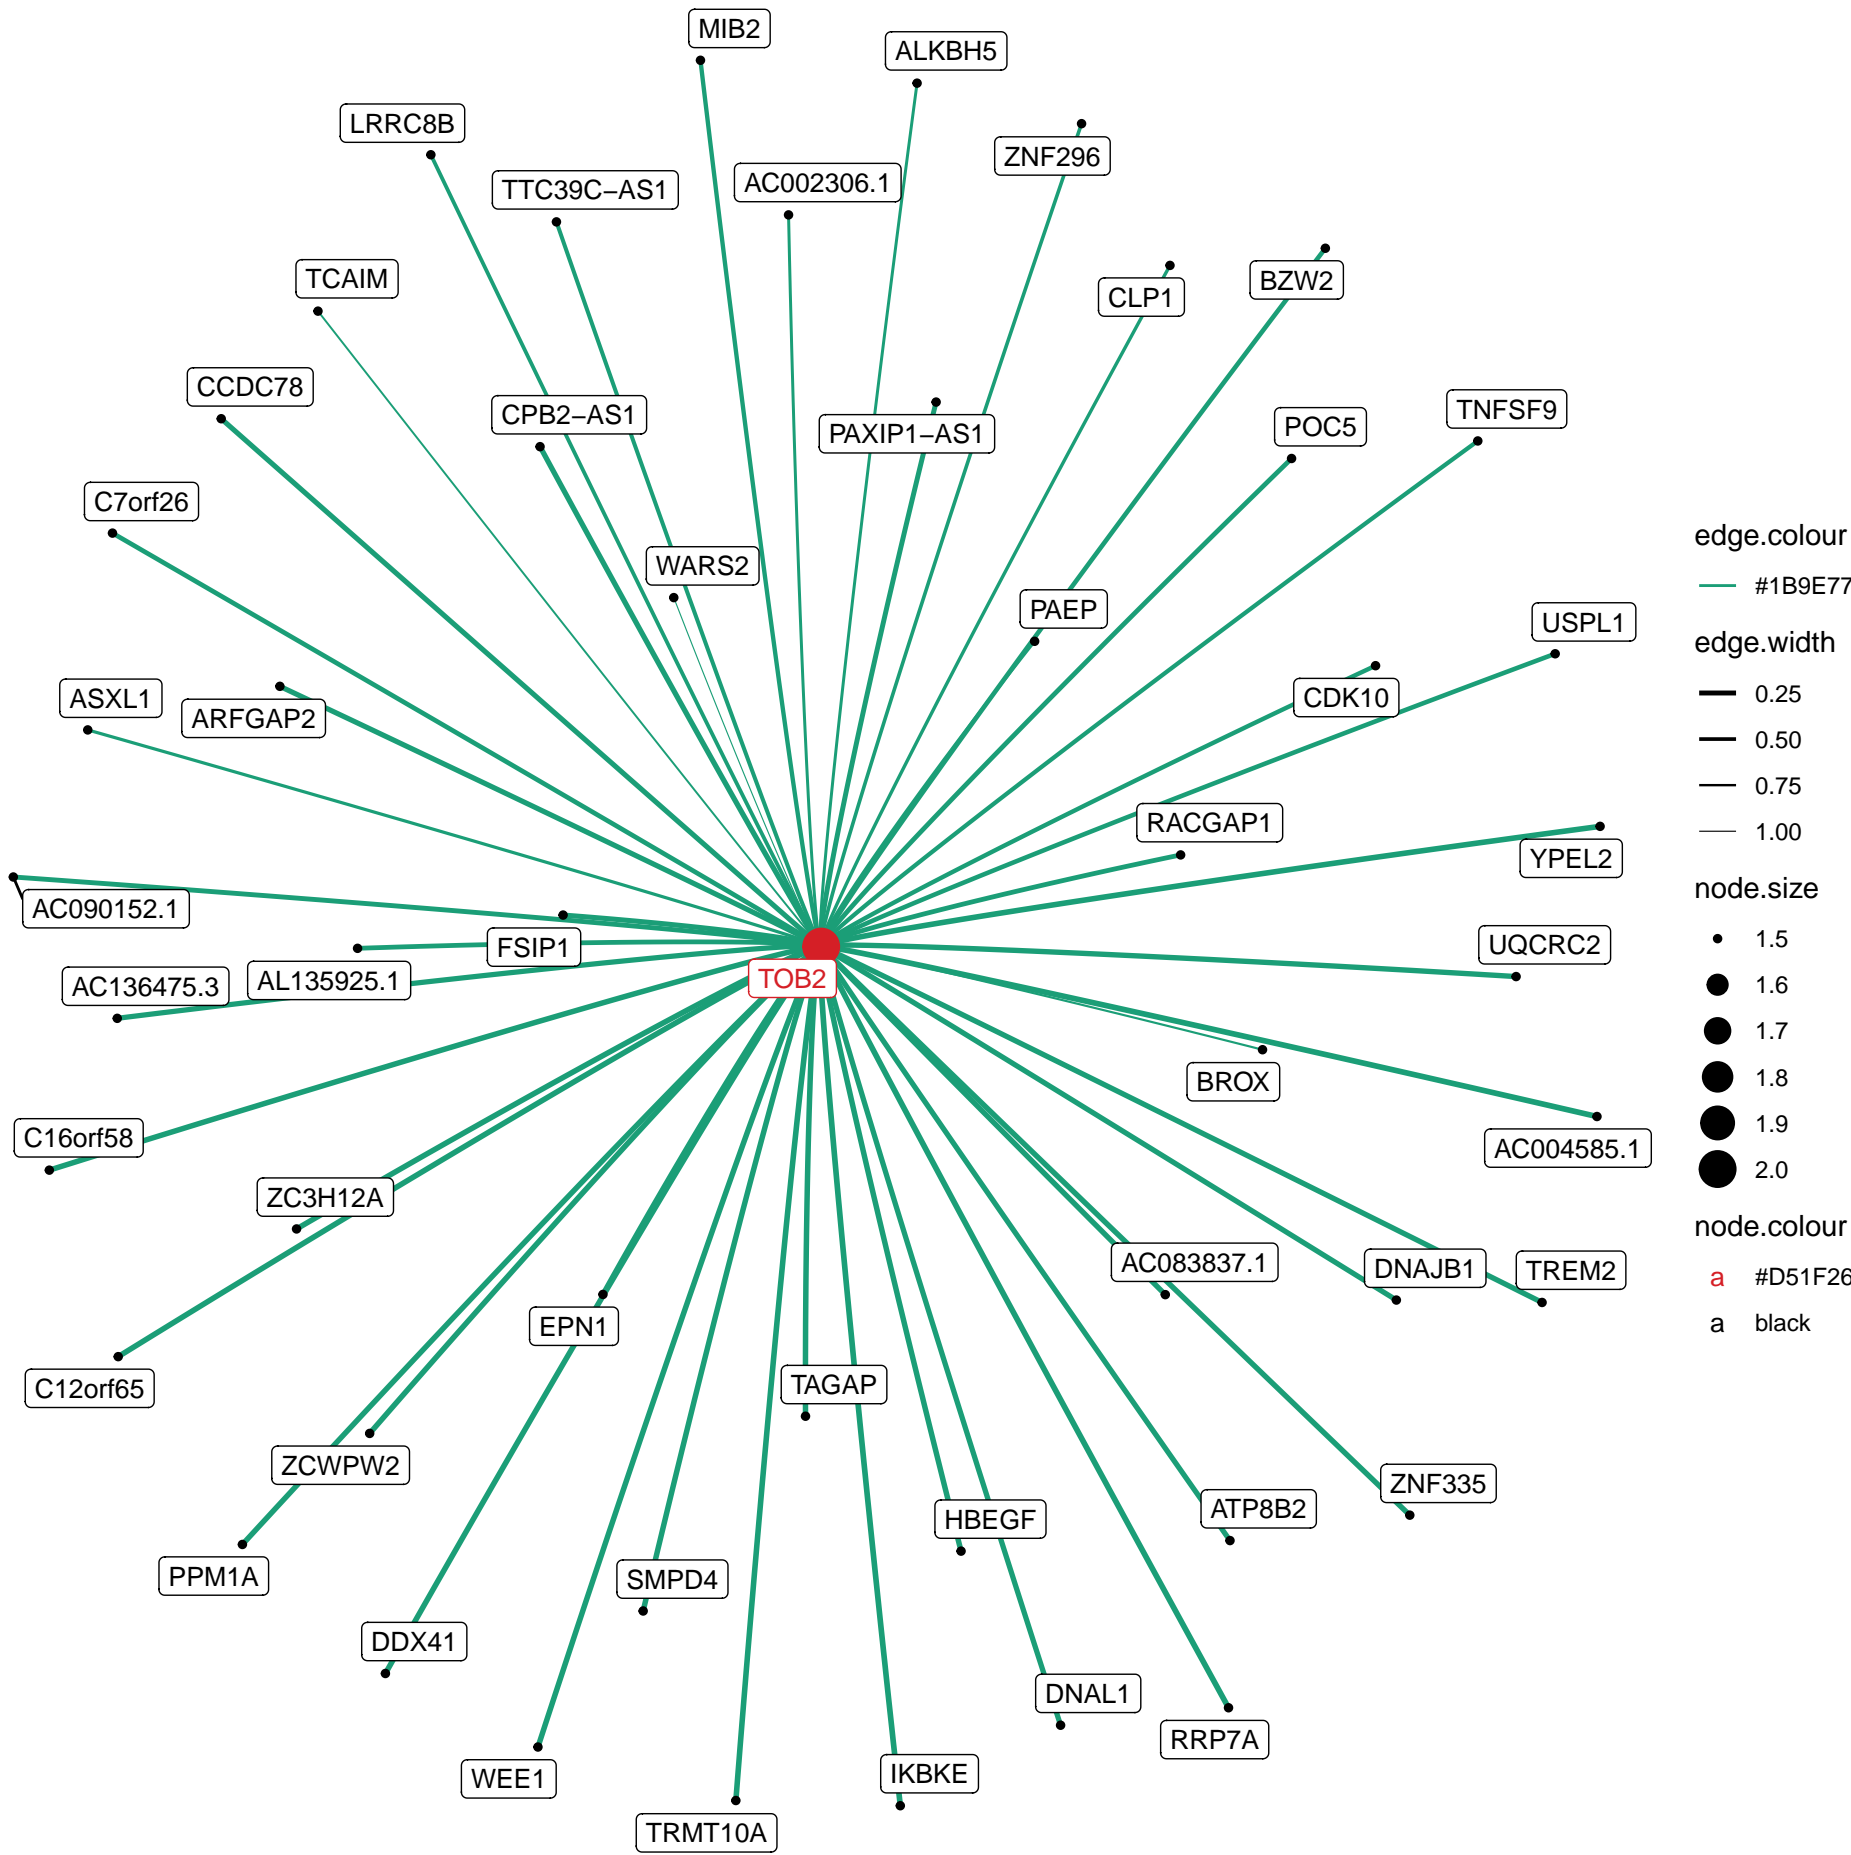 MIB2
ALKBH5
LRRC8B
ZNF296
TTC39C−AS1
AC002306.1
TCAIM
BZW2
CLP1
CCDC78
CPB2−AS1
PAXIP1−AS1
POC5
TNFSF9
C7orf26
WARS2
PAEP
USPL1
ASXL1
ARFGAP2
CDK10
RACGAP1
YPEL2
AC090152.1
FSIP1
UQCRC2
AC136475.3
AL135925.1
TOB2
BROX
C16orf58
AC004585.1
ZC3H12A
AC083837.1
DNAJB1
TREM2
EPN1
C12orf65
TAGAP
ZCWPW2
ZNF335
ATP8B2
HBEGF
PPM1A
SMPD4
DDX41
DNAL1
RRP7A
WEE1
IKBKE
TRMT10A
edge.colour
#1B9E77
edge.width
0.25
0.50
0.75
1.00
node.size
1.5
1.6
1.7
1.8
1.9
2.0
node.colour
a #D51F26
a black